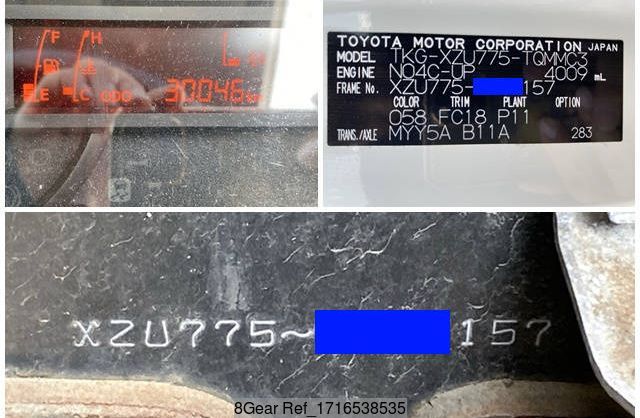 F H
E C ODO 30046 km
TOYOTA MOTOR CORPORATION JAPAN
MODEL TKG-XZU775-TQMMC3
ENGINE N04C-UP 4009 mL
FRAME No. XZU775- 157
COLOR TRIM PLANT OPTION
058 FC18 P11
TRANS./AXLE MYY5A B11A 283
XZU775~ 157
8Gear Ref_1716538535